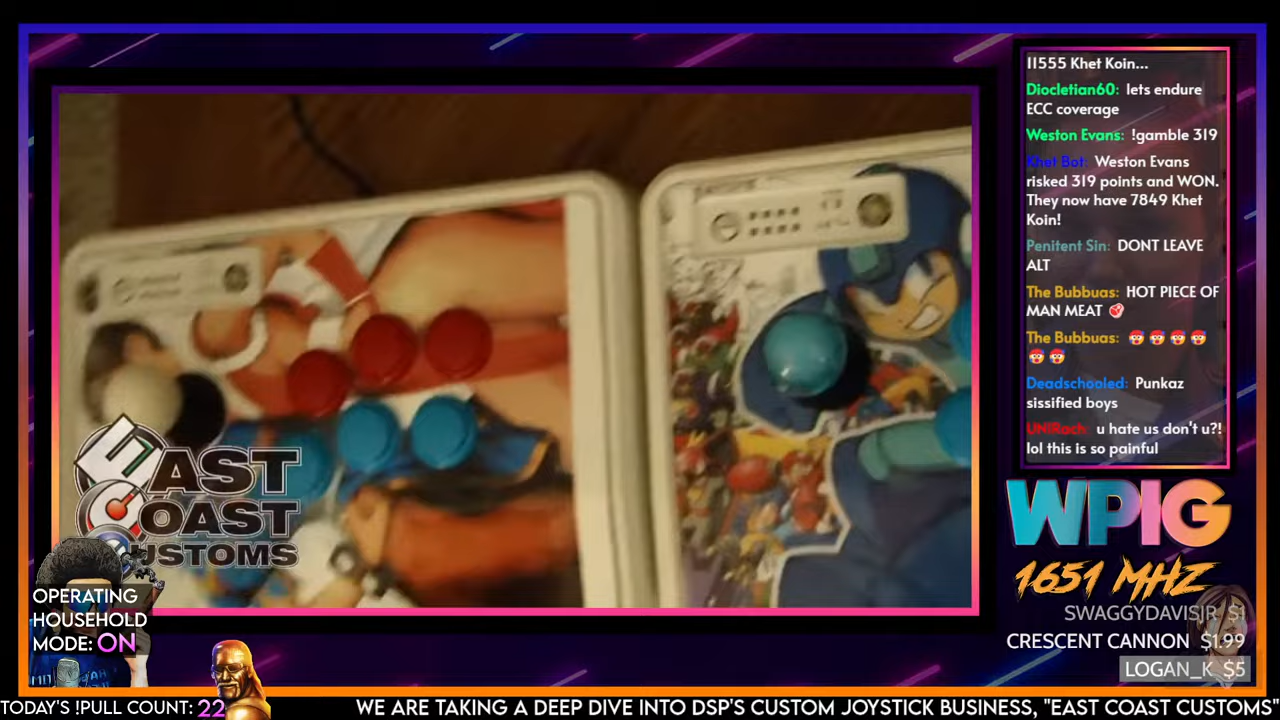 11555 Khet Koin...
Diocletian60: lets endure
ECC coverage
Weston Evans: !gamble 319
Khet Bot: Weston Evans
risked 319 points and WON.
They now have 7849 Khet
Koin!
Penitent Sin: DONT LEAVE
ALT
The Bubbuas: HOT PIECE OF
MAN MEAT
The Bubbuas:
Deadschooled: Punkaz
sissified boys
UNIRoch: u hate us don't u?!
lol this is so painful
EAST
COAST
CUSTOMS
WPIG
1651 MHZ
SWAGGYDAVISJR $1
CRESCENT CANNON $1.99
LOGAN_K $5
OPERATING
HOUSEHOLD
MODE: ON
TODAY'S !PULL COUNT: 22
WE ARE TAKING A DEEP DIVE INTO DSP'S CUSTOM JOYSTICK BUSINESS, "EAST COAST CUSTOMS"